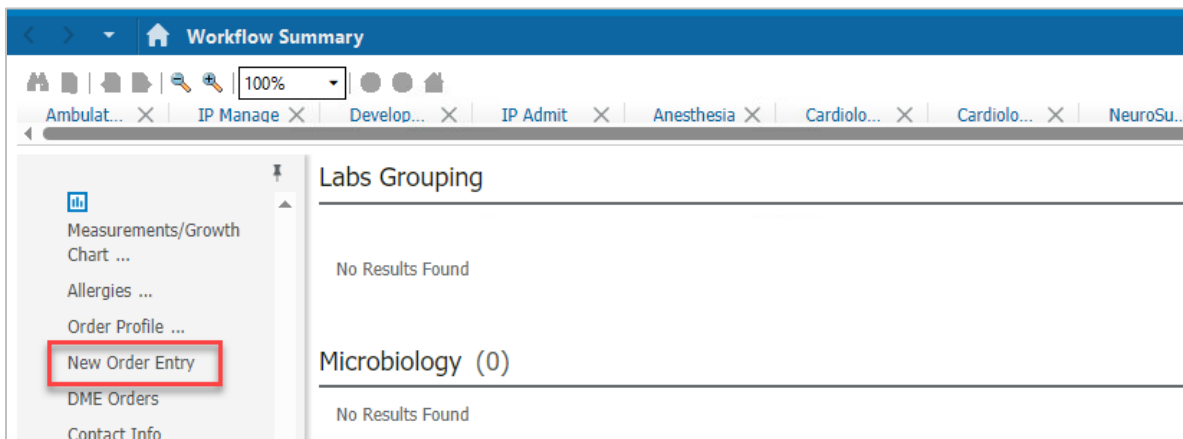 Workflow Summary
100%
Ambulat... IP Manage Develop... IP Admit Anesthesia Cardiolo... Cardiolo... NeuroSu..
Labs Grouping
Measurements/Growth
Chart ...
No Results Found
Allergies ...
Order Profile ...
New Order Entry
Microbiology (0)
DME Orders
No Results Found
Contact Info